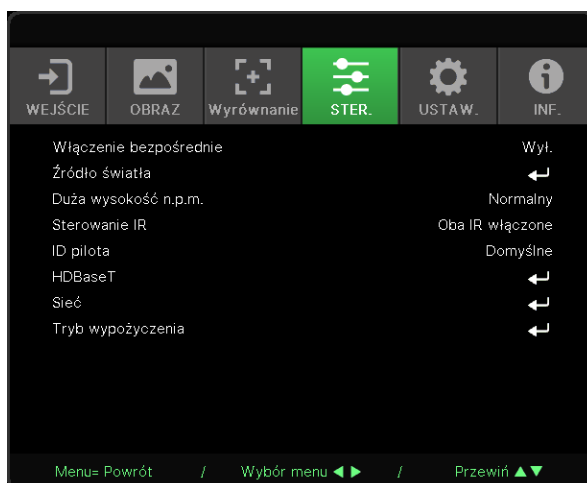 WEJŚCIE OBRAZ Wyrównanie STER. USTAW. INF.
Włączenie bezpośrednie Wył.
Źródło światła
Duża wysokość n.p.m. Normalny
Sterowanie IR Oba IR włączone
ID pilota Domyślne
HDBaseT
Sieć
Tryb wypożyczenia
Menu= Powrót / Wybór menu ◀ ▶ / Przewiń ▲▼